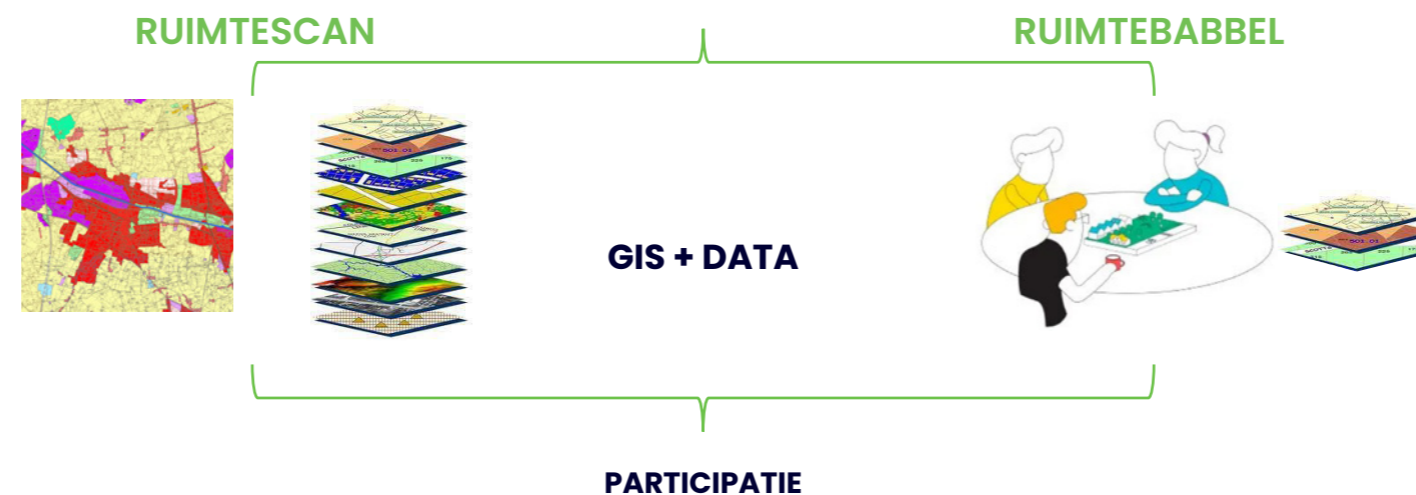 RUIMTESCAN
RUIMTEBABBEL
GIS + DATA
PARTICIPATIE